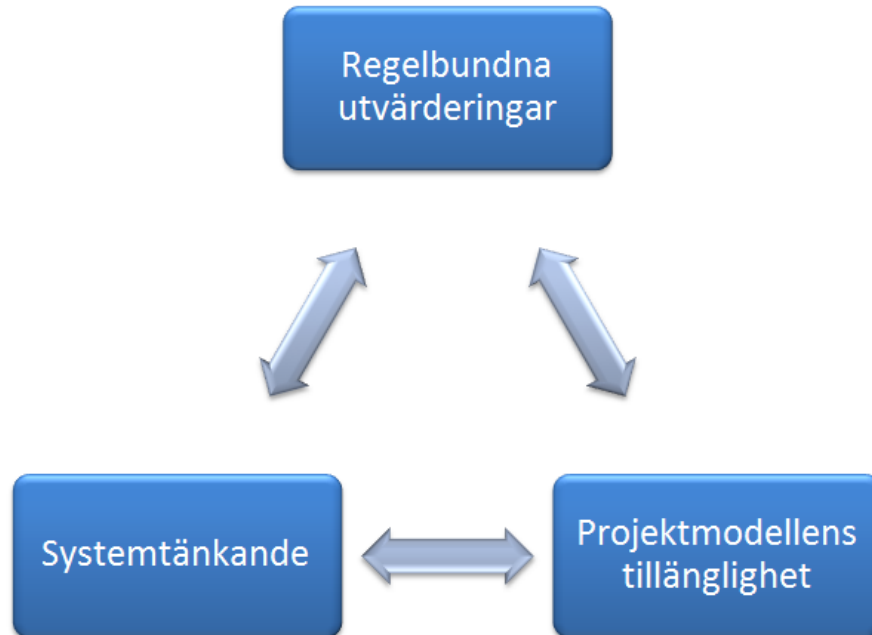 Regelbundna
utvärderingar
Systemtänkande
Projektmodellens
tillänglighet